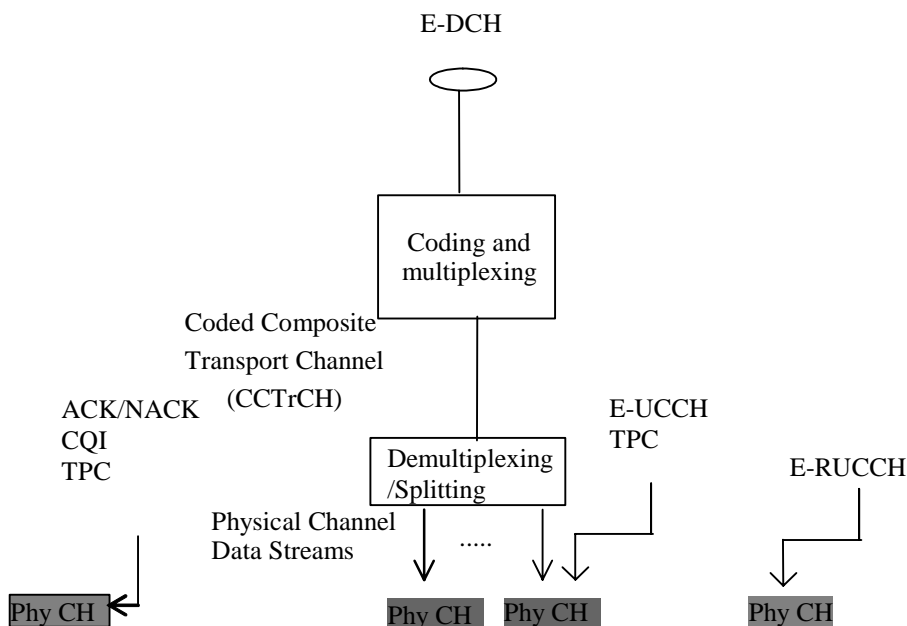 E-DCH
Coding and
multiplexing
Coded Composite
Transport Channel
(CCTrCH)
ACK/NACK
CQI
TPC
E-UCCH
TPC
Demultiplexing
/Splitting
E-RUCCH
Physical Channel
Data Streams
.....
Phy CH
Phy CH
Phy CH
Phy CH